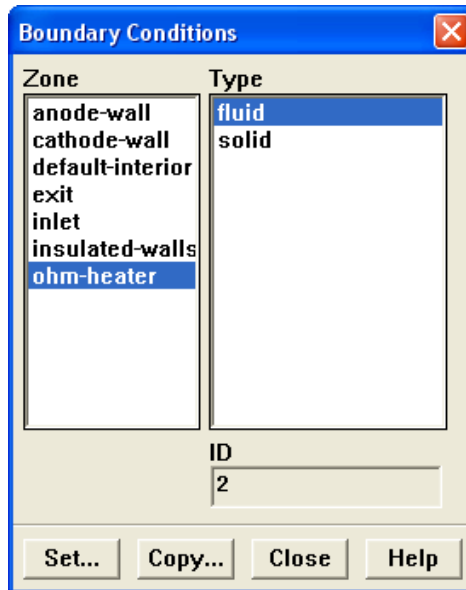 Boundary Conditions
Zone
anode-wall
cathode-wall
default-interior
exit
inlet
insulated-walls
ohm-heater
Type
fluid
solid
ID
2
Set...
Copy...
Close
Help